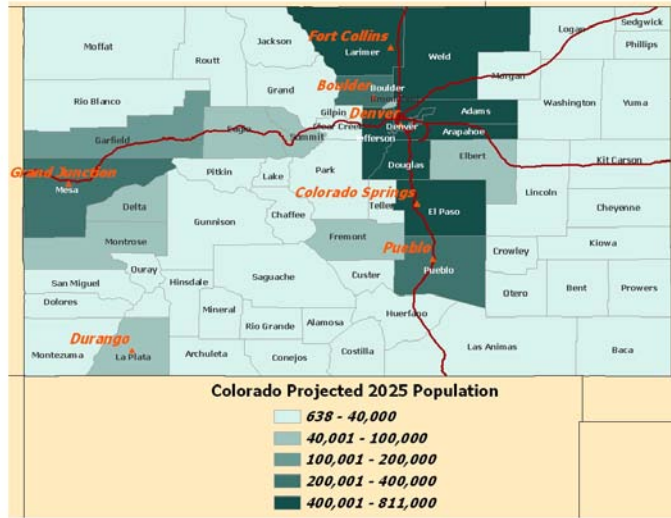 Moffat
Routt
Jackson
Fort Collins
Larimer
Weld
Logan
Sedgwick
Phillips
Morgan
Grand
Boulder
Boulder
Rio Blanco
Gilpin
Denver
Denver
Adams
Washington
Yuma
Garfield
Eagle
Summit
Clear Creek
Jefferson
Arapahoe
Grand Junction
Mesa
Pitkin
Lake
Park
Douglas
Elbert
Kit Carson
Delta
Colorado Springs
Lincoln
Gunnison
Chaffee
Teller
El Paso
Cheyenne
Montrose
Fremont
Pueblo
Pueblo
Crowley
Kiowa
Ouray
San Miguel
Hinsdale
Saguache
Custer
Otero
Bent
Prowers
Dolores
Mineral
Huerfano
Rio Grande
Alamosa
Durango
Montezuma
La Plata
Archuleta
Conejos
Costilla
Las Animas
Baca
Colorado Projected 2025 Population
638 - 40,000
40,001 - 100,000
100,001 - 200,000
200,001 - 400,000
400,001 - 811,000